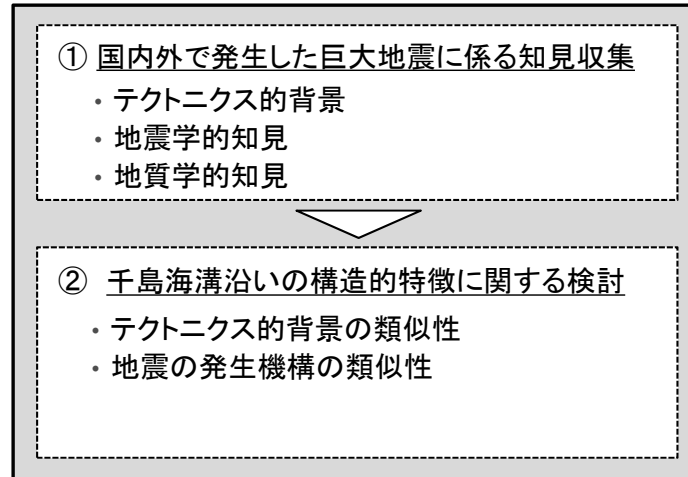 ① 国内外で発生した巨大地震に係る知見収集
・テクトニクス的背景
・地震学的知見
・地質学的知見
② 千島海溝沿いの構造的特徴に関する検討
・テクトニクス的背景の類似性
・地震の発生機構の類似性